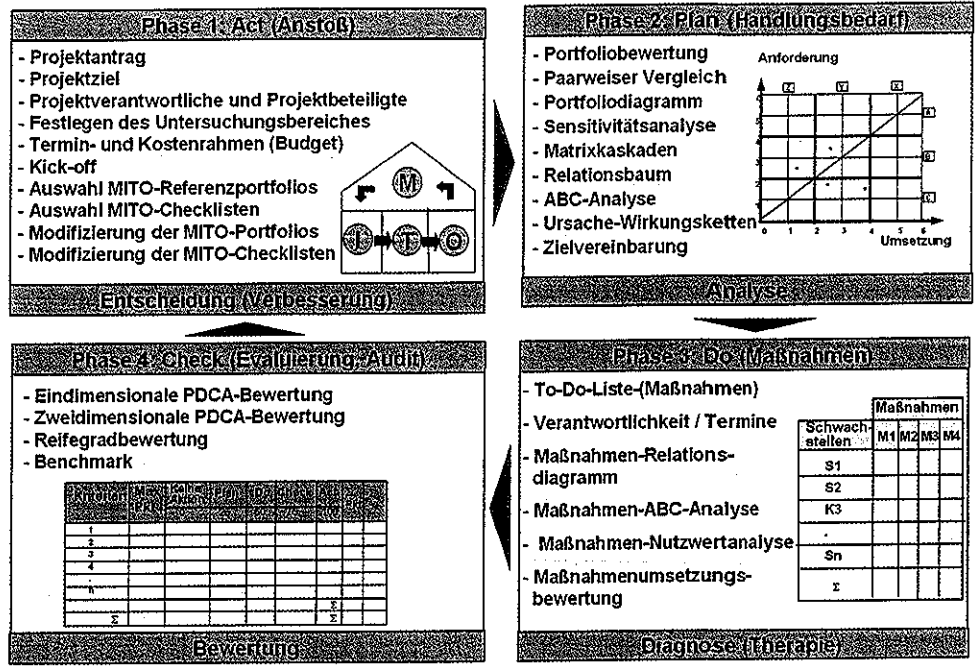 Phase 1: Act (Anstoß)
- Projektantrag
- Projektziel
- Projektverantwortliche und Projektbeteiligte
- Festlegen des Untersuchungsbereiches
- Termin- und Kostenrahmen (Budget)
- Kick-off
- Auswahl MITO-Referenzportfolios
- Auswahl MITO-Checklisten
- Modifizierung der MITO-Portfolios
- Modifizierung der MITO-Checklisten
M
I T O
Entscheidung (Verbesserung)
Phase 2: Plan (Handlungsbedarf)
- Portfoliobewertung
- Paarweiser Vergleich
- Portfoliodiagramm
- Sensitivitätsanalyse
- Matrixkaskaden
- Relationsbaum
- ABC-Analyse
- Ursache-Wirkungsketten
- Zielvereinbarung
Anforderung
Z Y X
A
B
C
0 1 2 3 4 5 6
Umsetzung
Analyse
Phase 4: Check (Evaluierung, Audit)
- Eindimensionale PDCA-Bewertung
- Zweidimensionale PDCA-Bewertung
- Reifegradbewertung
- Benchmark
Kriterien Plan
1
2
3
4
.
n
Σ
Σ Σ
Bewertung
Phase 3: Do (Maßnahmen)
- To-Do-Liste-(Maßnahmen)
- Verantwortlichkeit / Termine
- Maßnahmen-Relations-
diagramm
- Maßnahmen-ABC-Analyse
- Maßnahmen-Nutzwertanalyse
- Maßnahmenumsetzungs-
bewertung
Maßnahmen
Schwach-
stellen M1 M2 M3 M4
S1
S2
K3
.
Sn
Σ
Diagnose (Therapie)